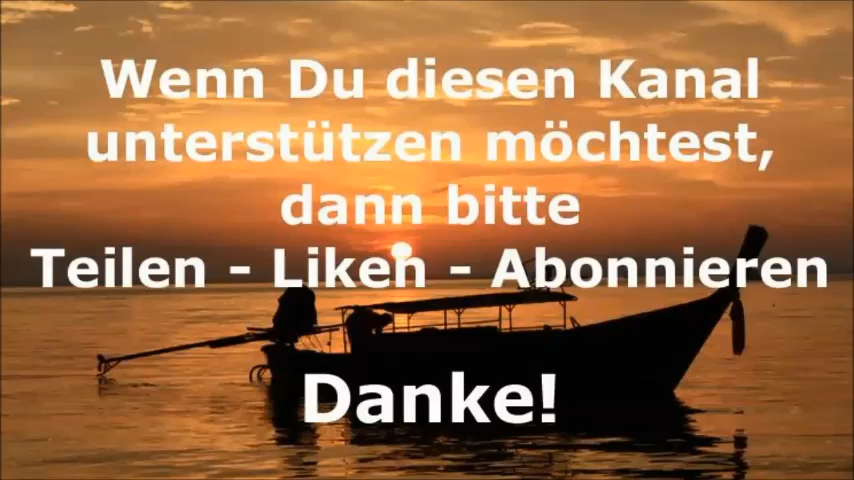 Wenn Du diesen Kanal
unterstützen möchtest,
dann bitte
Teilen - Liken - Abonnieren
Danke!